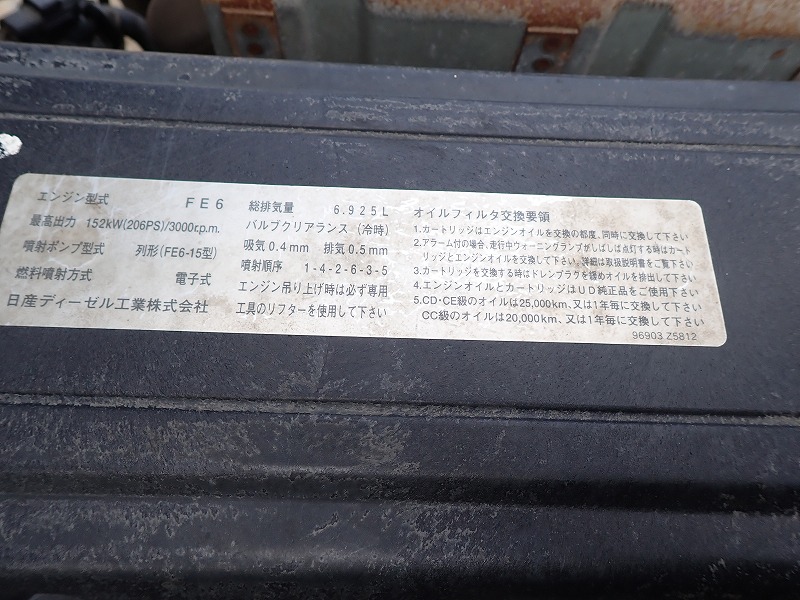 エンジン型式 FE6
最高出力 152kW(206PS)/3000r.p.m.
噴射ポンプ型式 列形(FE6-15型)
燃料噴射方式 電子式
日産ディーゼル工業株式会社
総排気量 6.925L
バルブクリアランス (冷時)
吸気0.4mm 排気0.5mm
噴射順序 1-4-2-6-3-5
エンジン吊り上げ時は必ず専用
工具のリフターを使用して下さい
オイルフィルタ交換要領
1.カートリッジはエンジンオイルを交換の都度、同時に交換して下さい
2.アラーム付の場合、走行中ウォーニングランプがしばしば点灯する時はカート
リッジとエンジンオイルを交換して下さい。詳細は取扱説明書をご覧下さい
3.カートリッジを交換する時はドレンプラグを緩めオイルを排出して下さい
4.エンジンオイルとカートリッジはUD純正品をご使用下さい
5.CD・CE級のオイルは25,000km、又は1年毎に交換して下さい
CC級のオイルは20,000km、又は1年毎に交換して下さい
96903 Z5812